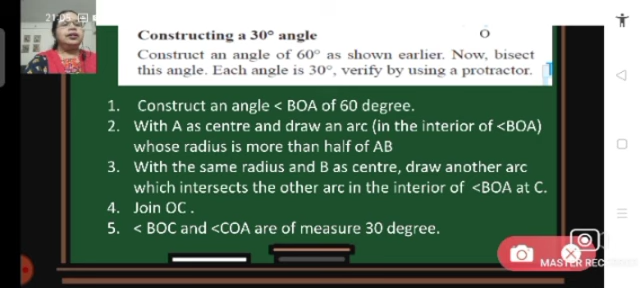 21:05
Constructing a 30° angle
O
Construct an angle of 60° as shown earlier. Now, bisect
this angle. Each angle is 30°, verify by using a protractor.
1. Construct an angle < BOA of 60 degree.
2. With A as centre and draw an arc (in the interior of <BOA)
whose radius is more than half of AB
3. With the same radius and B as centre, draw another arc
which intersects the other arc in the interior of <BOA at C.
4. Join OC .
5. < BOC and <COA are of measure 30 degree.
MASTER REC